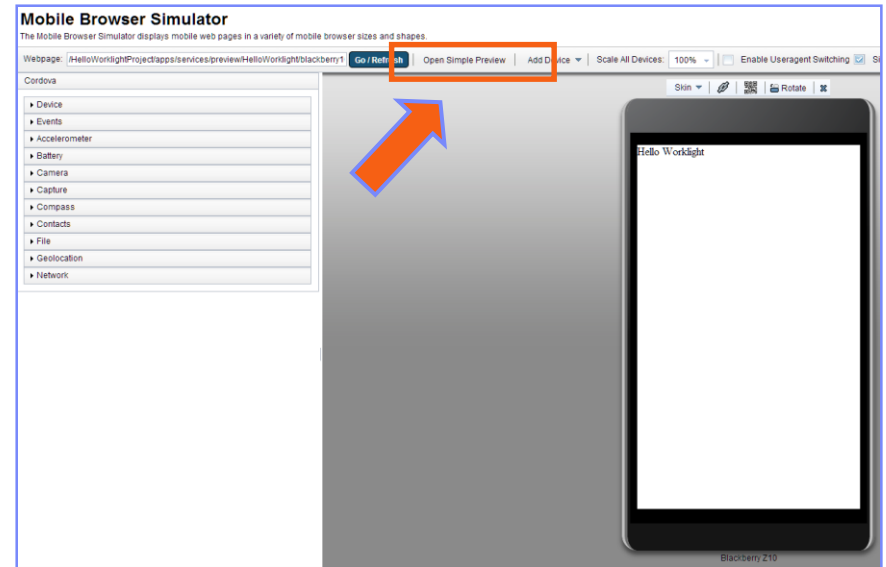 Mobile Browser Simulator
The Mobile Browser Simulator displays mobile web pages in a variety of mobile browser sizes and shapes.
Webpage: /HelloWorklightProject/apps/services/preview/HelloWorklight/blackberry1 Go / Refresh Open Simple Preview Add Device Scale All Devices: 100% Enable Useragent Switching
Cordova
Skin Rotate
Device
Events
Accelerometer
Battery
Camera
Capture
Compass
Contacts
File
Geolocation
Network
Hello Worklight
Blackberry Z10